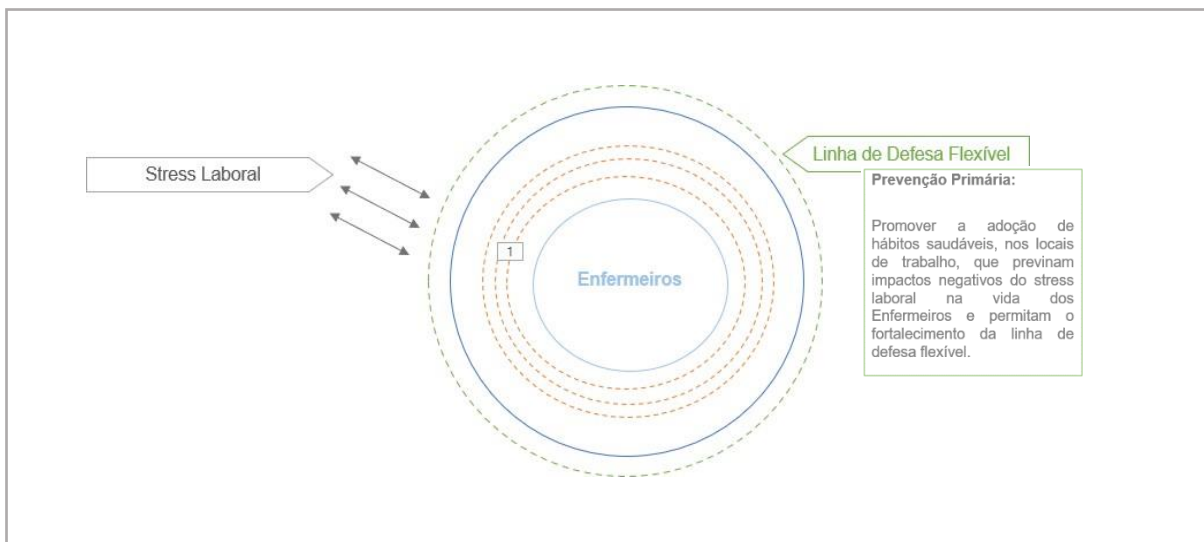 Stress Laboral
Linha de Defesa Flexível
Prevenção Primária:
Promover a adoção de
hábitos saudáveis, nos locais
de trabalho, que previnam
impactos negativos do stress
laboral na vida dos
Enfermeiros e permitam o
fortalecimento da linha de
defesa flexível.
1
Enfermeiros